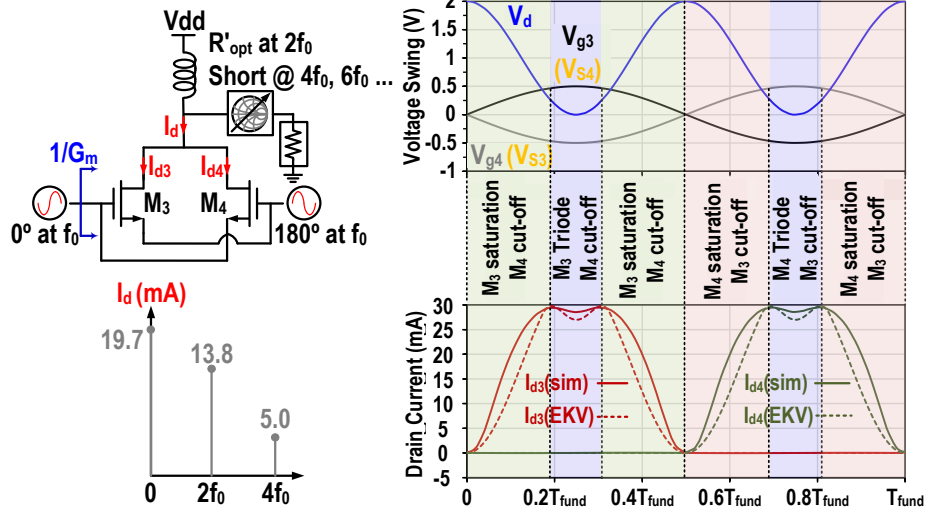 Vdd
R'opt at 2f0
Short @ 4f0, 6f0 ...
Id
1/Gm
Id3
Id4
M3
M4
0º at f0
180º at f0
Id (mA)
19.7
13.8
5.0
0
2f0
4f0
Voltage Swing (V)
2
1.5
1
0.5
0
-0.5
-1
Vd
Vg3
(VS4)
Vg4 (VS3)
M3 saturation
M4 cut-off
M3 Triode
M4 cut-off
M3 saturation
M4 cut-off
M4 saturation
M3 cut-off
M4 Triode
M3 cut-off
M4 saturation
M3 cut-off
Drain Current (mA)
30
25
20
15
10
5
0
-5
Id3(sim)
Id3(EKV)
Id4(sim)
Id4(EKV)
0
0.2Tfund
0.4Tfund
0.6Tfund
0.8Tfund
Tfund